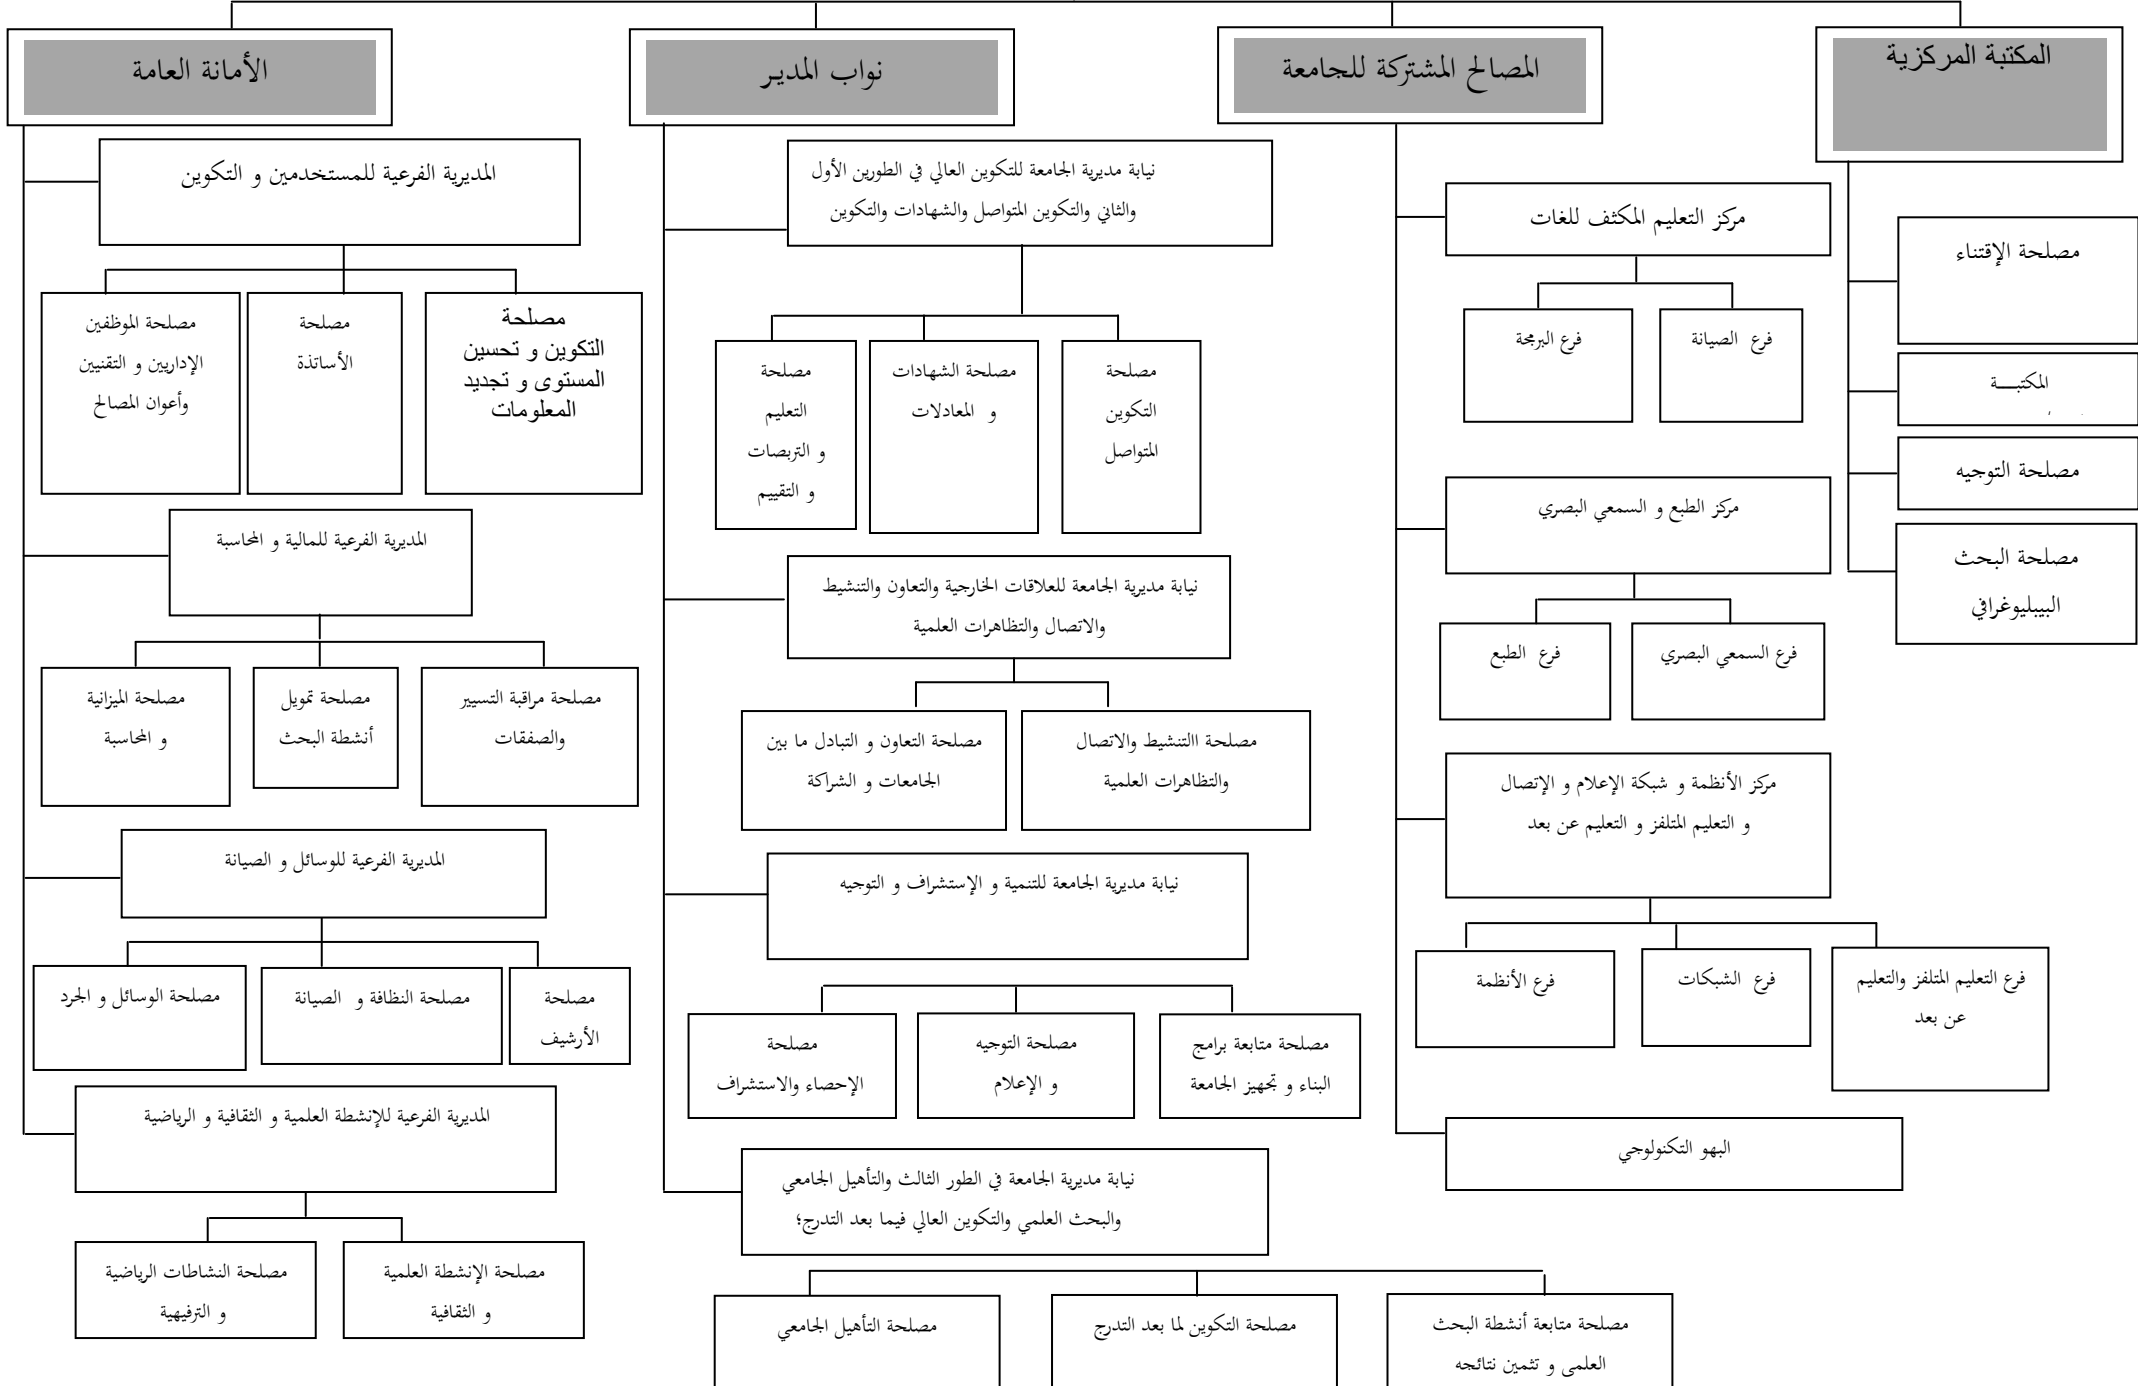 المكتبة المركزية
المصالح المشتركة للجامعة
نواب المدير
الأمانة العامة
مصلحة الإقتناء
المكتبـــة
مصلحة التوجيه
مصلحة البحث
البيبليوغرافي
مركز التعليم المكثف للغات
فرع الصيانة
فرع البرمجة
مركز الطبع و السمعي البصري
فرع السمعي البصري
فرع الطبع
مركز الأنظمة و شبكة الإعلام و الإتصال
و التعليم المتلفز و التعليم عن بعد
فرع التعليم المتلفز والتعليم
عن بعد
فرع الشبكات
فرع الأنظمة
البهو التكنولوجي
نيابة مديرية الجامعة للتكوين العالي في الطورين الأول
والثاني والتكوين المتواصل والشهادات والتكوين
مصلحة
التكوين
المتواصل
مصلحة الشهادات
و المعادلات
مصلحة
التعليم
و التربصات
و التقييم
نيابة مديرية الجامعة للعلاقات الخارجية والتعاون والتنشيط
والاتصال والتظاهرات العلمية
مصلحة االتنشيط والاتصال
والتظاهرات العلمية
مصلحة التعاون و التبادل ما بين
الجامعات و الشراكة
نيابة مديرية الجامعة للتنمية و الإستشراف و التوجيه
مصلحة متابعة برامج
البناء و تجهيز الجامعة
مصلحة التوجيه
و الإعلام
مصلحة
الإحصاء والاستشراف
نيابة مديرية الجامعة في الطور الثالث والتأهيل الجامعي
والبحث العلمي والتكوين العالي فيما بعد التدرج؛
مصلحة متابعة أنشطة البحث
العلمى و تثمين نتائجه
مصلحة التكوين لما بعد التدرج
مصلحة التأهيل الجامعي
المديرية الفرعية للمستخدمين و التكوين
مصلحة
التكوين و تحسين
المستوى و تجديد
المعلومات
مصلحة
الأساتذة
مصلحة الموظفين
الإداريين و التقنيين
وأعوان المصالح
المديرية الفرعية للمالية و المحاسبة
مصلحة مراقبة التسيير
والصفقات
مصلحة تمويل
أنشطة البحث
مصلحة الميزانية
و المحاسبة
المديرية الفرعية للوسائل و الصيانة
مصلحة
الأرشيف
مصلحة النظافة و الصيانة
مصلحة الوسائل و الجرد
المديرية الفرعية للإنشطة العلمية و الثقافية و الرياضية
مصلحة الإنشطة العلمية
و الثقافية
مصلحة النشاطات الرياضية
و الترفيهية